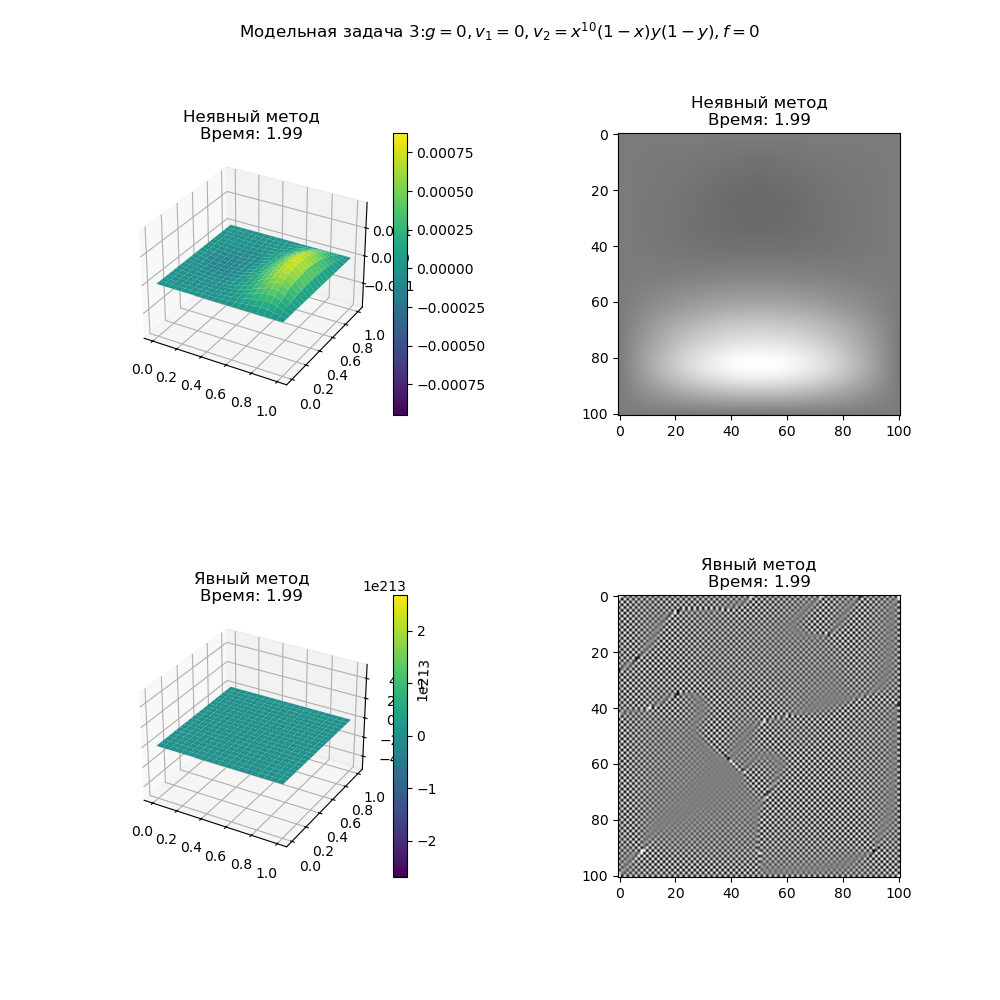 Модельная задача 3:g = 0, v₁ = 0, v₂ = x¹⁰(1 − x)y(1 − y), f = 0
Неявный метод
Время: 1.99
0.00075
0.00050
0.00025
0.00000
−0.00025
−0.00050
−0.00075
0.0 0.2 0.4 0.6 0.8 1.0
0.0 0.2 0.4 0.6 0.8 1.0
Неявный метод
Время: 1.99
0
20
40
60
80
100
0 20 40 60 80 100
Явный метод
Время: 1.99
1e213
2
0
−1
−2
1e213
0.0 0.2 0.4 0.6 0.8 1.0
0.0 0.2 0.4 0.6 0.8 1.0
Явный метод
Время: 1.99
0
20
40
60
80
100
0 20 40 60 80 100